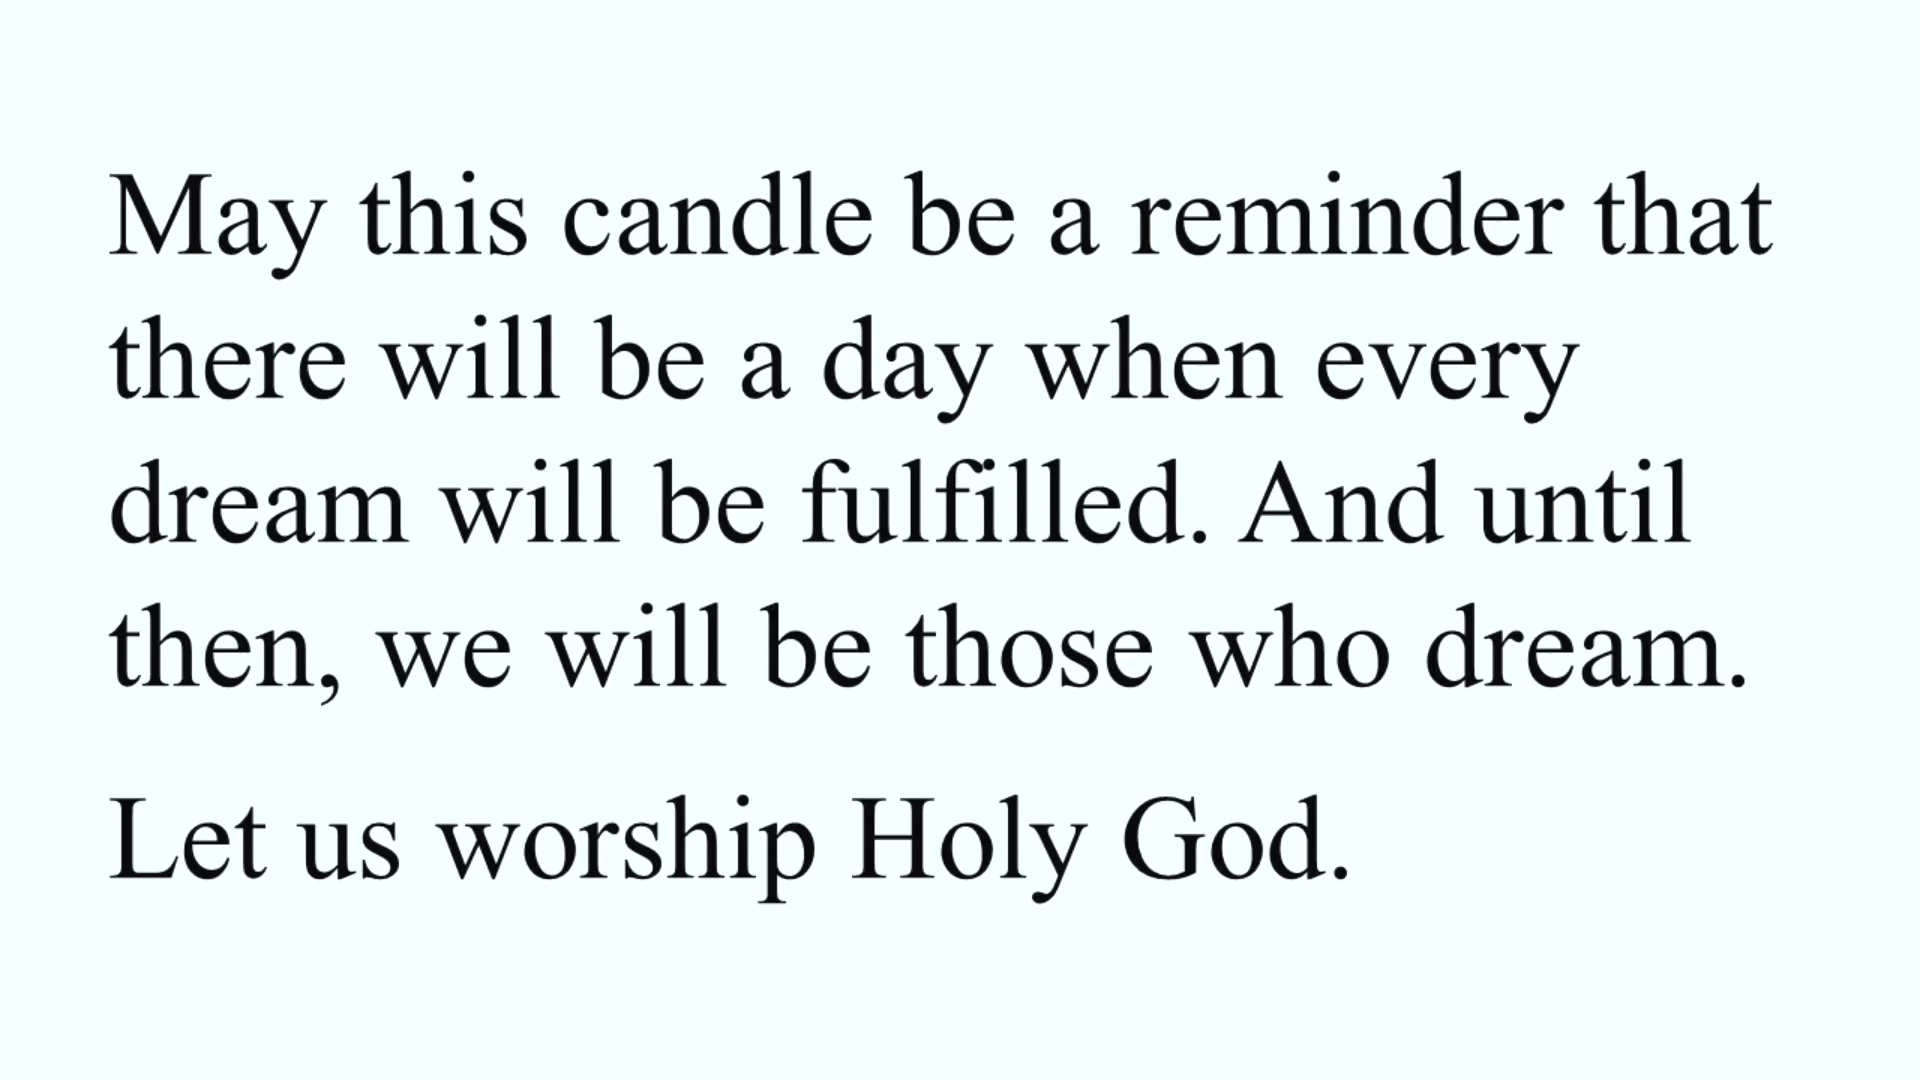 May this candle be a reminder that
there will be a day when every
dream will be fulfilled. And until
then, we will be those who dream.
Let us worship Holy God.